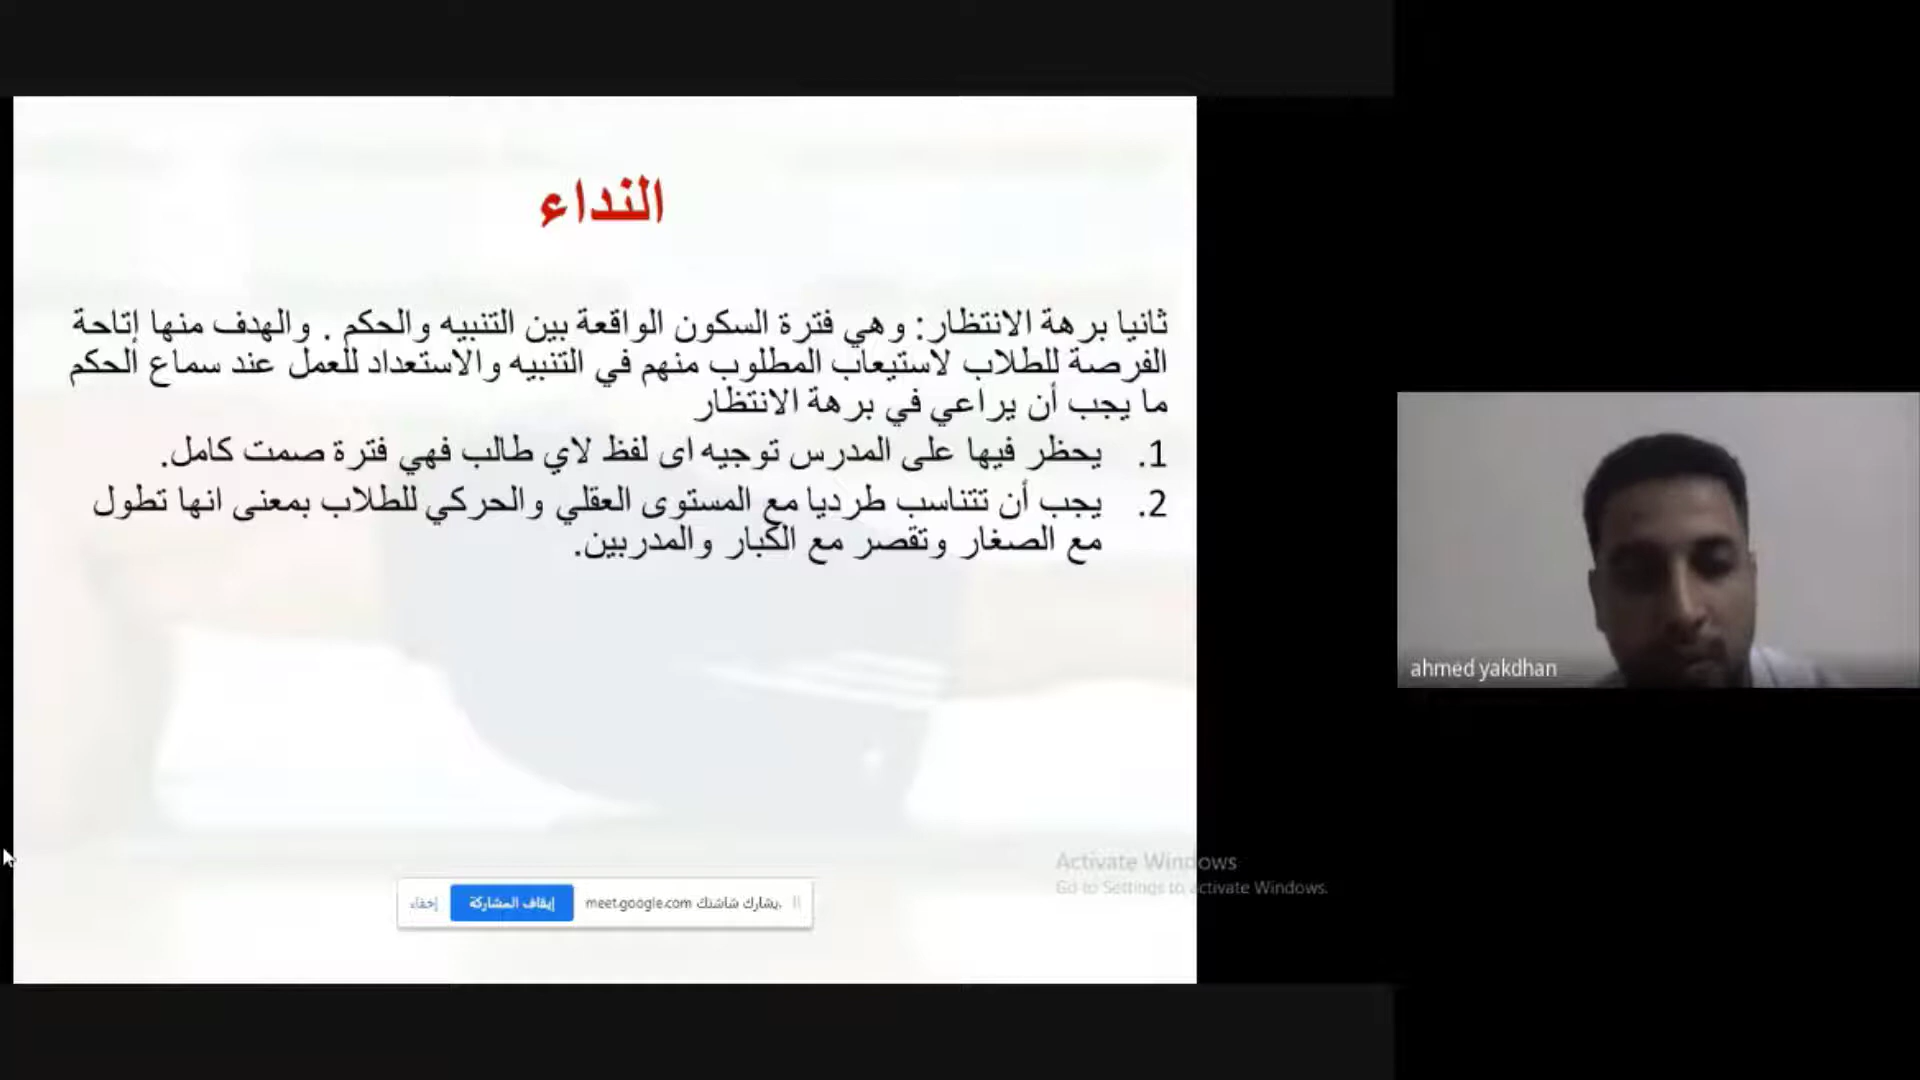 النداء
ثانيا برهة الانتظار: وهي فترة السكون الواقعة بين التنبيه والحكم . والهدف منها إتاحة
الفرصة للطلاب لاستيعاب المطلوب منهم في التنبيه والاستعداد للعمل عند سماع الحكم
ما يجب أن يراعي في برهة الانتظار
1. يحظر فيها على المدرس توجيه اى لفظ لاي طالب فهي فترة صمت كامل.
2. يجب أن تتناسب طرديا مع المستوى العقلي والحركي للطلاب بمعنى انها تطول
مع الصغار وتقصر مع الكبار والمدربين.
ahmed yakdhan
Activate Windows
Go to Settings to activate Windows.
يشارك شاشتك meet.google.com. إيقاف المشاركة إخفاء